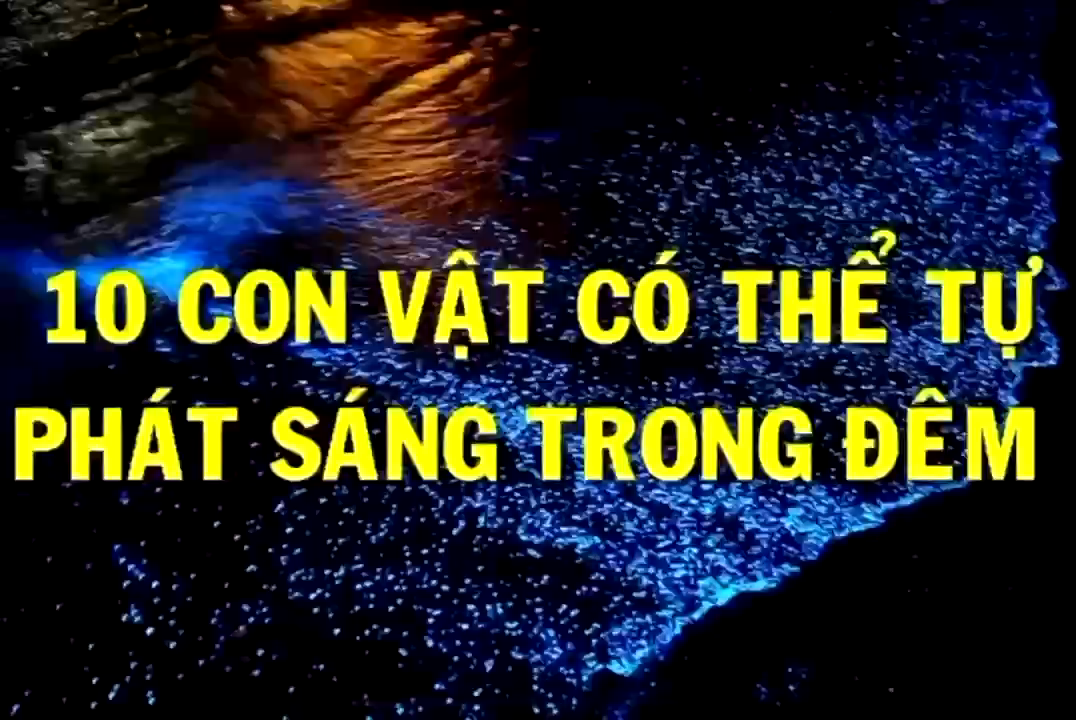 10 CON VẬT CÓ THỂ TỰ
PHÁT SÁNG TRONG ĐÊM